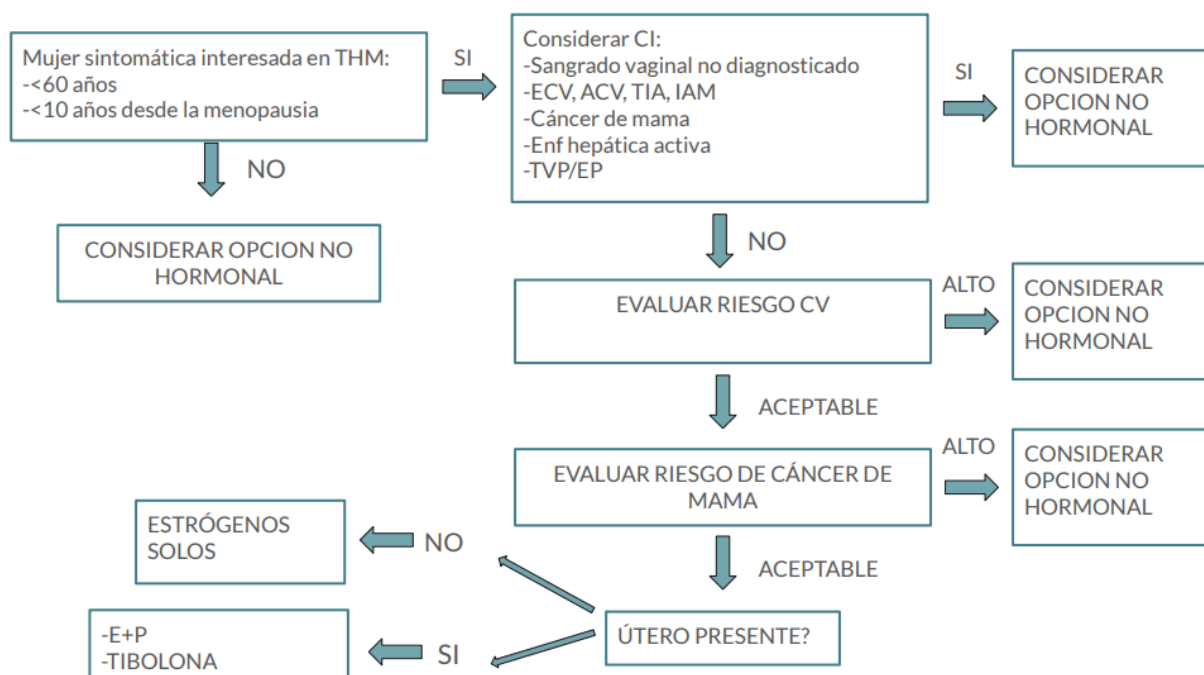 Mujer sintomática interesada en THM:
-<60 años
-<10 años desde la menopausia
SI
Considerar CI:
-Sangrado vaginal no diagnosticado
-ECV, ACV, TIA, IAM
-Cáncer de mama
-Enf hepática activa
-TVP/EP
SI
CONSIDERAR
OPCION NO
HORMONAL
NO
CONSIDERAR OPCION NO
HORMONAL
NO
EVALUAR RIESGO CV
ALTO
CONSIDERAR
OPCION NO
HORMONAL
ACEPTABLE
EVALUAR RIESGO DE CÁNCER DE
MAMA
ALTO
CONSIDERAR
OPCION NO
HORMONAL
ACEPTABLE
ÚTERO PRESENTE?
NO
ESTRÓGENOS
SOLOS
SI
-E+P
-TIBOLONA